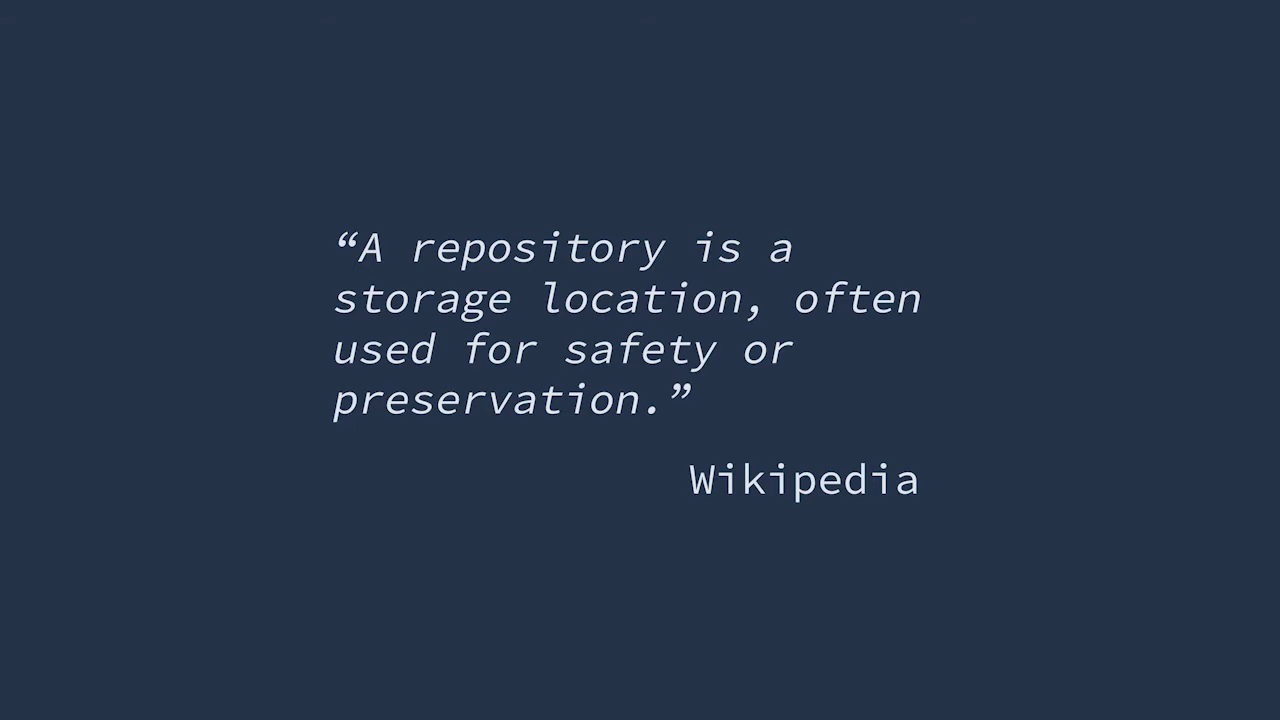 “A repository is a
storage location, often
used for safety or
preservation.”
Wikipedia